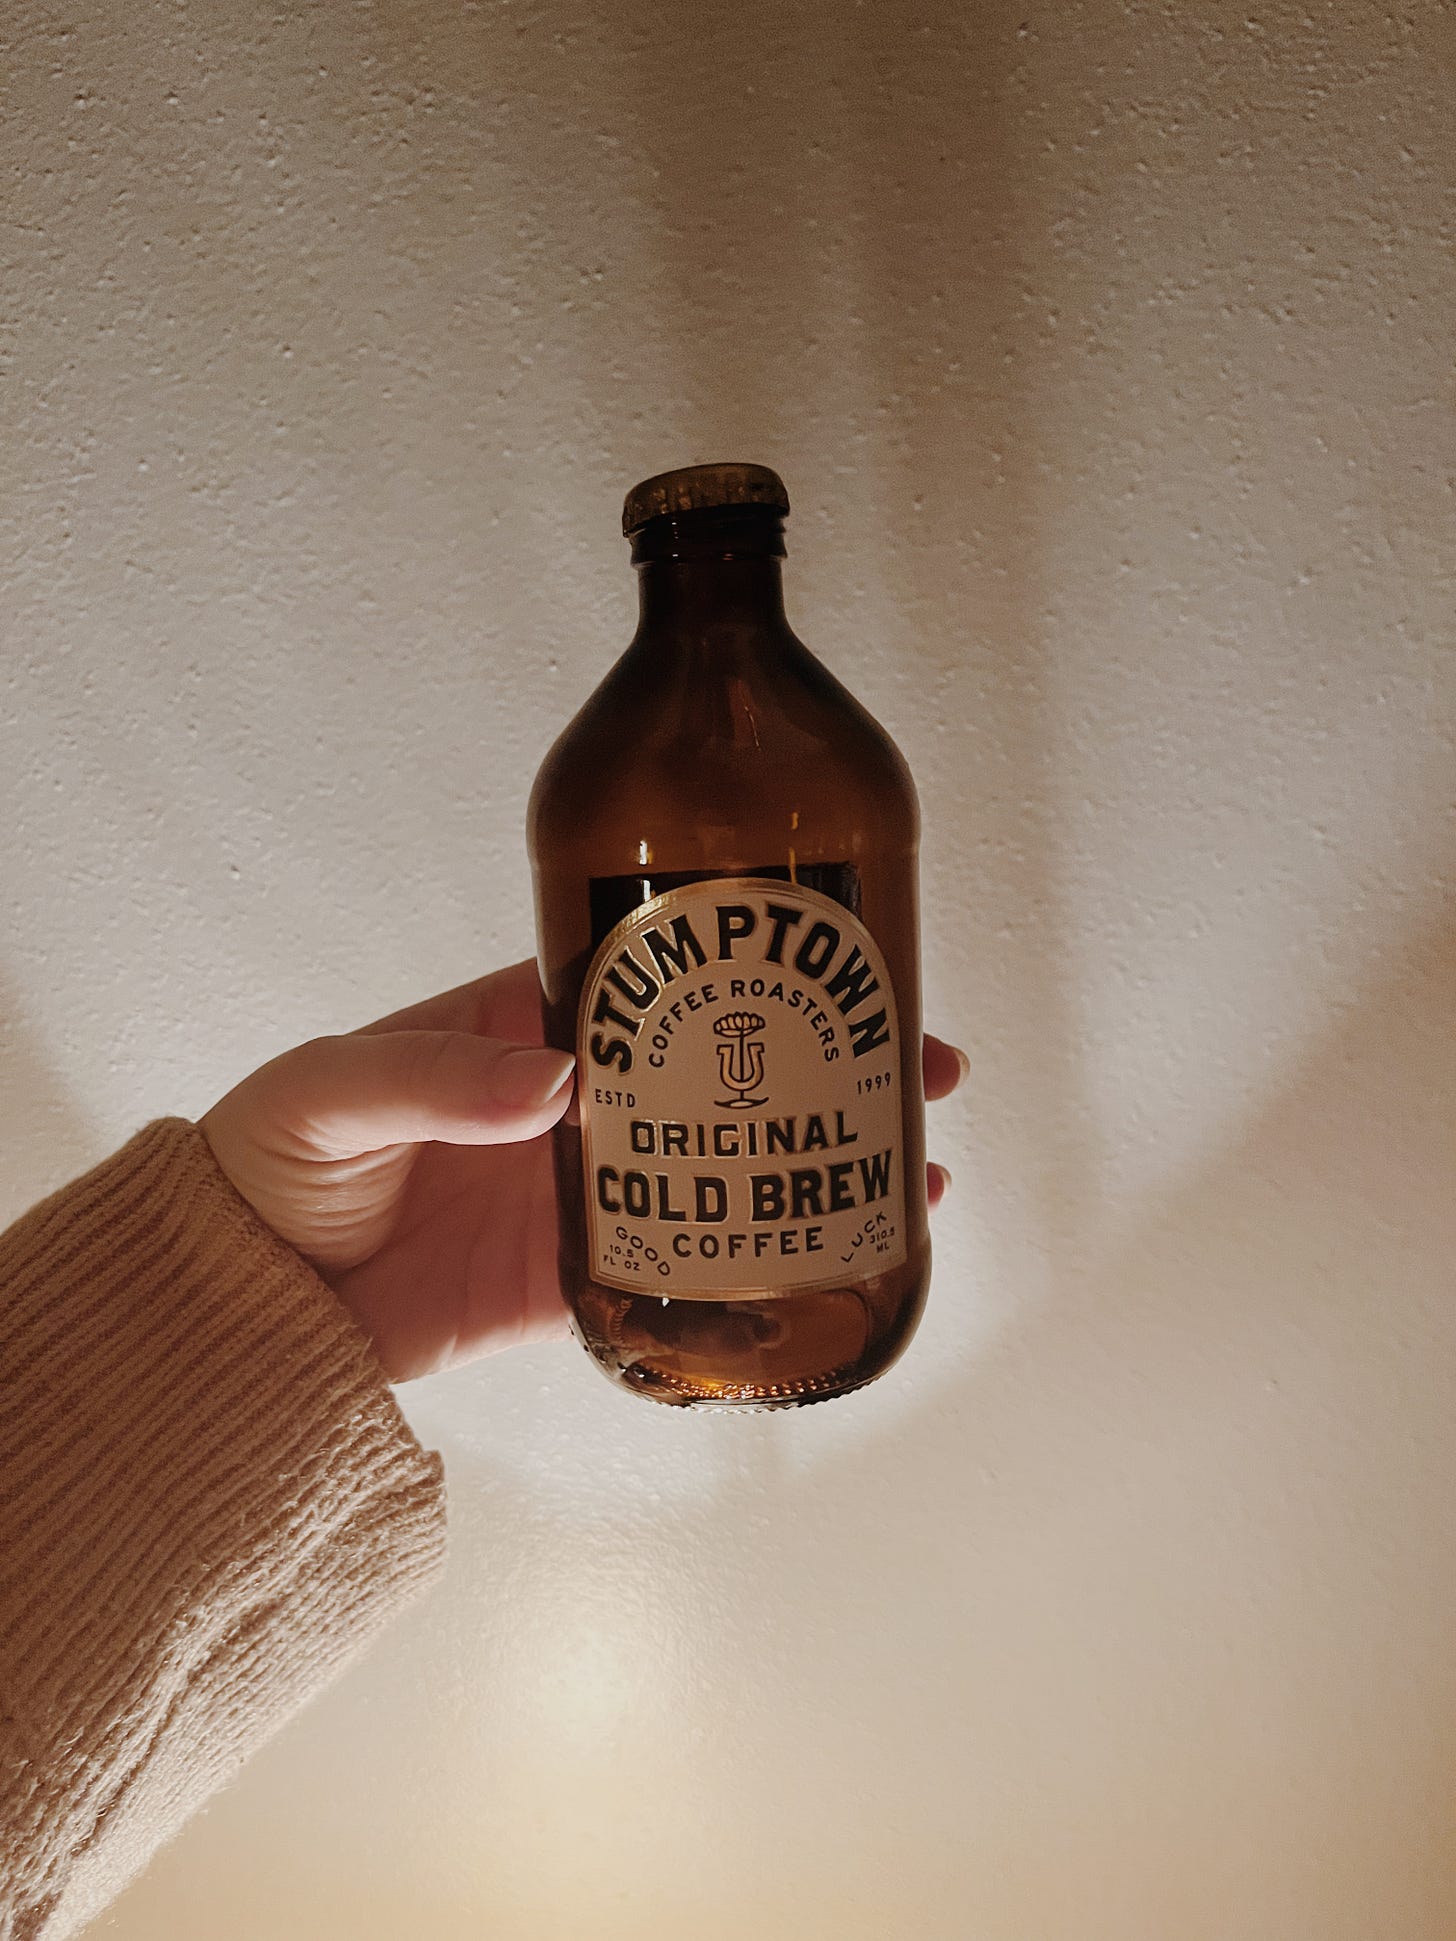 STUMPTOWN
COFFEE ROASTERS
ESTD 1999
ORIGINAL
COLD BREW
COFFEE
GOOD LUCK
10.5
FL OZ
310.5
ML